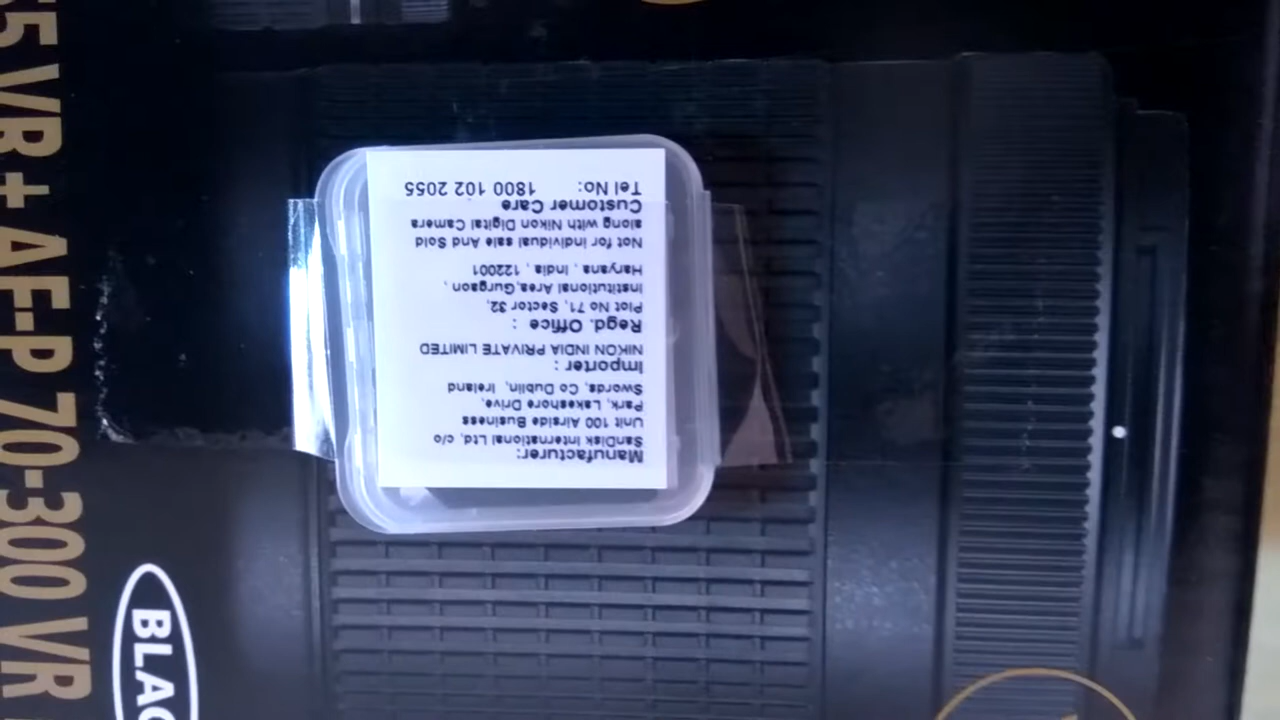 Manufacturer:
SanDisk International Ltd, c/o
Unit 100 Airside Business
Park, Lakeshore Drive,
Swords, Co Dublin, Ireland
Importer :
NIKON INDIA PRIVATE LIMITED
Regd. Office :
Plot No 71, Sector 32,
Institutional Area,Gurgaon ,
Haryana , India , 122001
Not for individual sale And Sold
along with Nikon Digital Camera
Customer Care
Tel No: 1800 102 2055
55 VR + AF-P 70-300 VR
BLAC